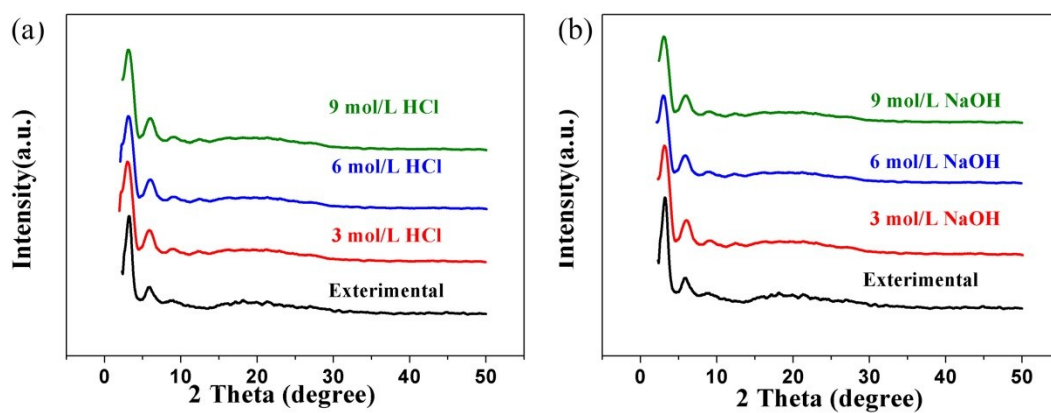 (a)
Intensity(a.u.)
9 mol/L HCl
6 mol/L HCl
3 mol/L HCl
Exterimental
0 10 20 30 40 50
2 Theta (degree)
(b)
Intensity(a.u.)
9 mol/L NaOH
6 mol/L NaOH
3 mol/L NaOH
Exterimental
0 10 20 30 40 50
2 Theta (degree)